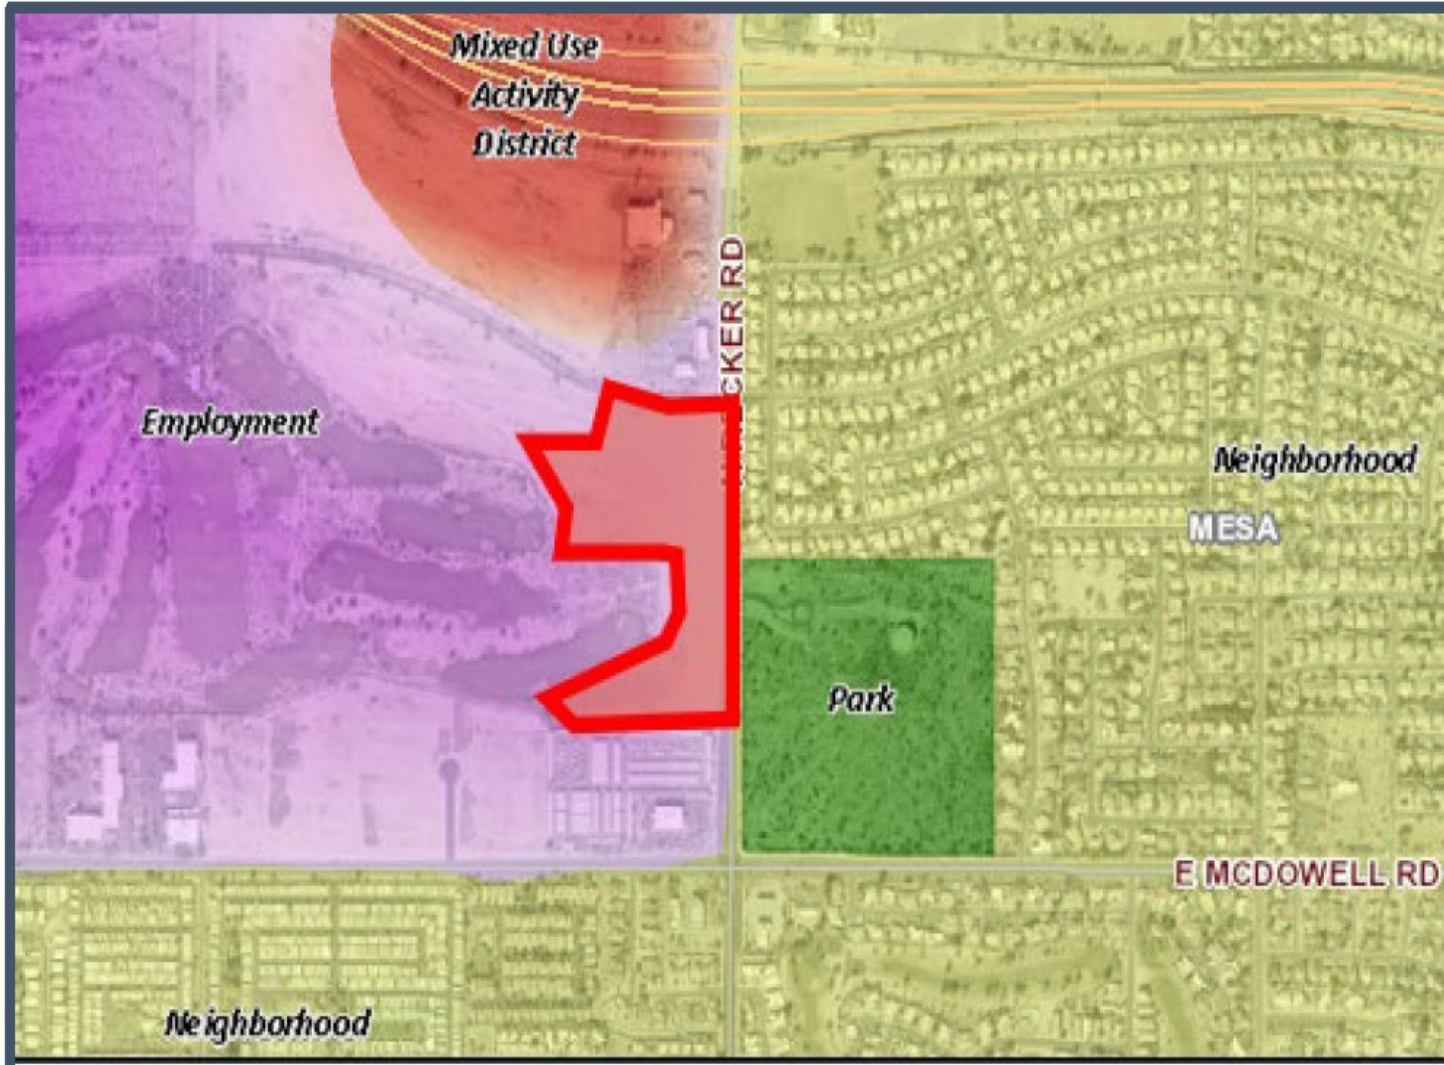 Mixed Use
Activity
District
CKER RD
Employment
Neighborhood
MESA
Park
E MCDOWELL RD
Neighborhood